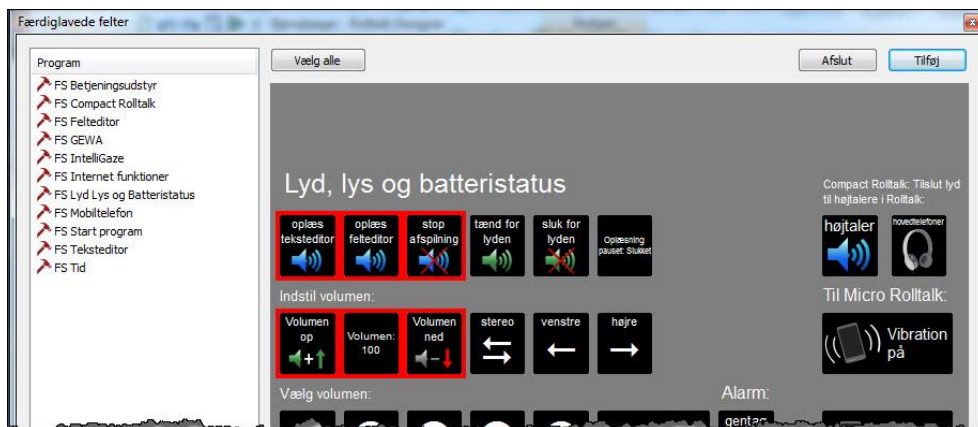 Færdiglavede felter
Program
FS Betjeningsudstyr
FS Compact Rolltalk
FS Felteditor
FS GEWA
FS IntelliGaze
FS Internet funktioner
FS Lyd Lys og Batteristatus
FS Mobiltelefon
FS Start program
FS Teksteditor
FS Tid
Vælg alle
Afslut
Tilføj
Lyd, lys og batteristatus
Compact Rolltalk: Tilslut lyd
til højtalere i Rolltalk:
oplæs
teksteditor
oplæs
felteditor
stop
afspilning
tænd for
lyden
sluk for
lyden
Oplæsning
pauset: Slukket
højtaler
hovedtelefoner
Indstil volumen:
Til Micro Rolltalk:
Volumen
op
Volumen:
100
Volumen
ned
stereo
venstre
højre
Vibration
på
Vælg volumen:
Alarm:
gentag